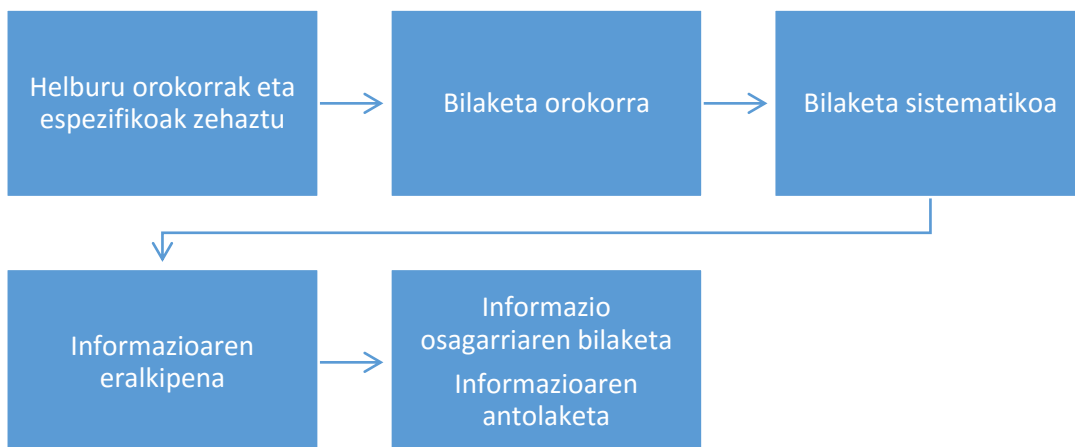 Helburu orokorrak eta
espezifikoak zehaztu
Bilaketa orokorra
Bilaketa sistematikoa
Informazioaren
eralkipena
Informazio
osagarriaren bilaketa
Informazioaren
antolaketa